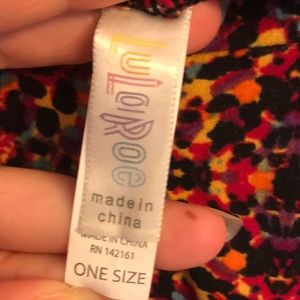 LuLaRoe
made in
china
MADE IN CHINA
RN 142161
ONE SIZE